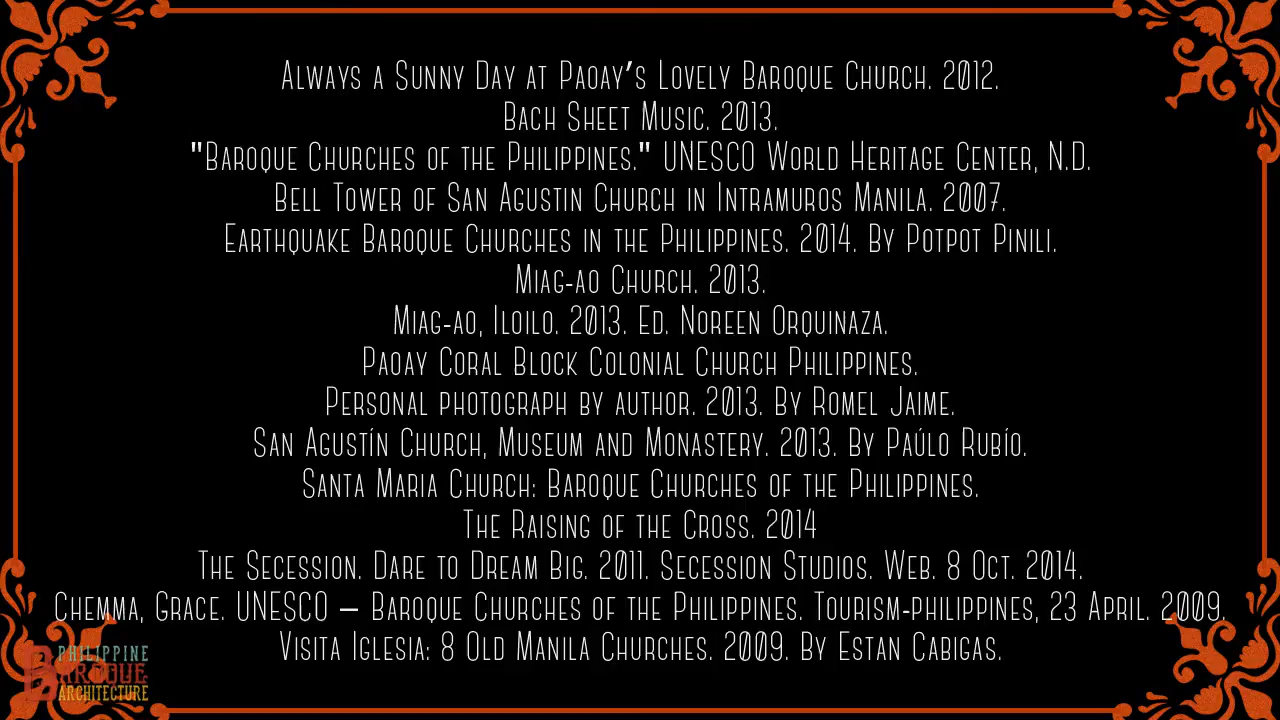 Always a Sunny Day at Paoay's Lovely Baroque Church. 2012.
Bach Sheet Music. 2013.
"Baroque Churches of the Philippines." UNESCO World Heritage Center, N.D.
Bell Tower of San Agustin Church in Intramuros Manila. 2007.
Earthquake Baroque Churches in the Philippines. 2014. By Potpot Pinili.
Miag-ao Church. 2013.
Miag-ao, Iloilo. 2013. Ed. Noreen Orquinaza.
Paoay Coral Block Colonial Church Philippines.
Personal photograph by author. 2013. By Romel Jaime.
San Agustín Church, Museum and Monastery. 2013. By Paúlo Rubío.
Santa Maria Church: Baroque Churches of the Philippines.
The Raising of the Cross. 2014
The Secession. Dare to Dream Big. 2011. Secession Studios. Web. 8 Oct. 2014.
Chemma, Grace. UNESCO – Baroque Churches of the Philippines. Tourism-philippines, 23 April. 2009.
Visita Iglesia: 8 Old Manila Churches. 2009. By Estan Cabigas.
PHILIPPINE
BAROQUE
ARCHITECTURE